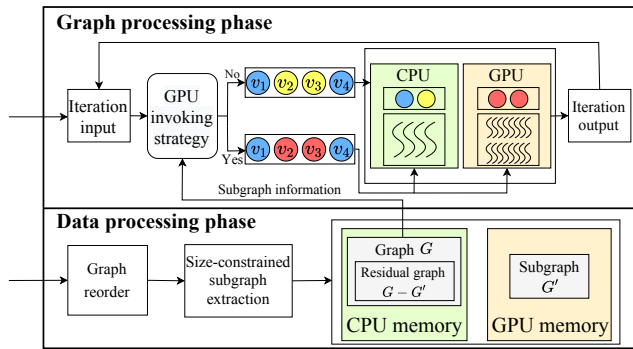 Graph processing phase
Iteration
input
GPU
invoking
strategy
No
v1 v2 v3 v4
Yes
v1 v2 v3 v4
CPU
GPU
Iteration
output
Subgraph information
Data processing phase
Graph
reorder
Size-constrained
subgraph
extraction
Graph G
Residual graph
G − G′
CPU memory
Subgraph
G′
GPU memory